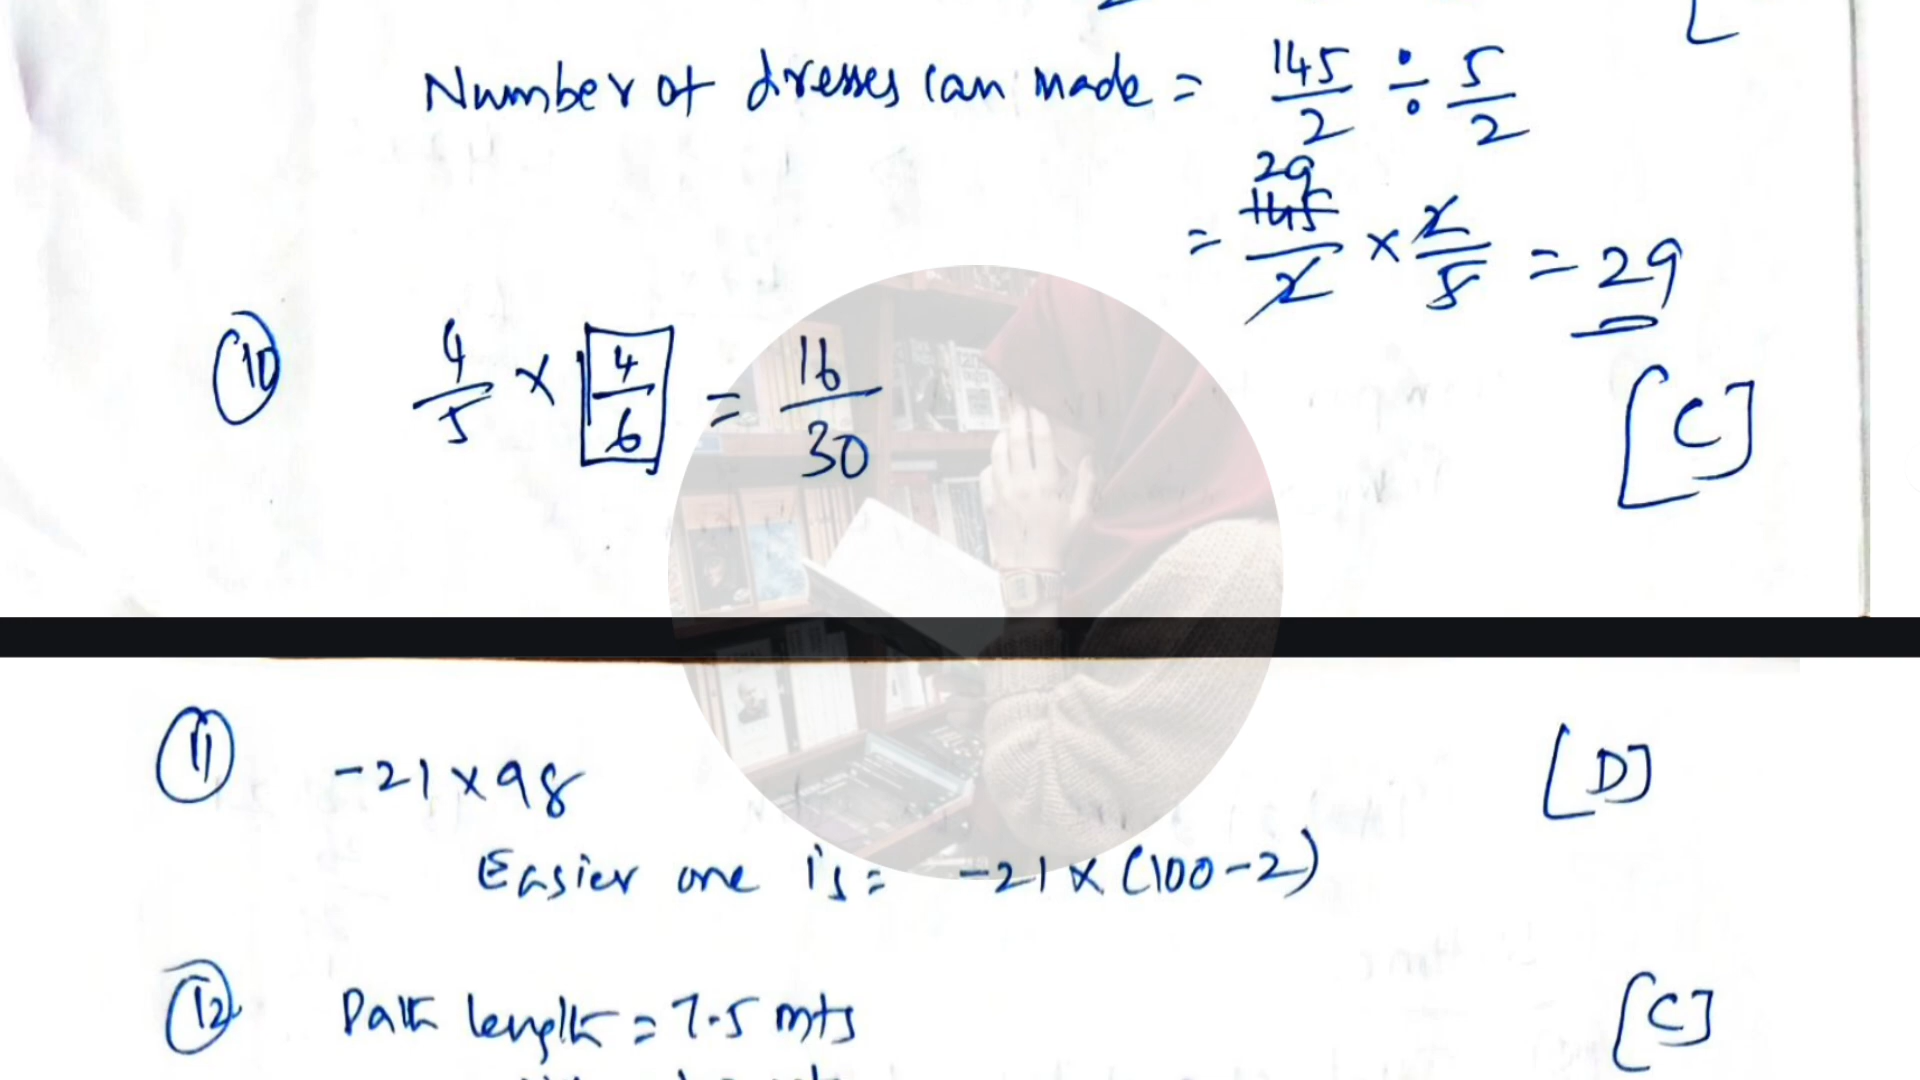 Number of dresses can made = 145/2 ÷ 5/2
29
= 145/2 × 2/5 = 29
(10) 4/5 × 4/6 = 16/30 [C]
(11) -21 × 98 [D]
Easier one is = -21 × (100-2)
(12) Path length = 7.5 mts [C]